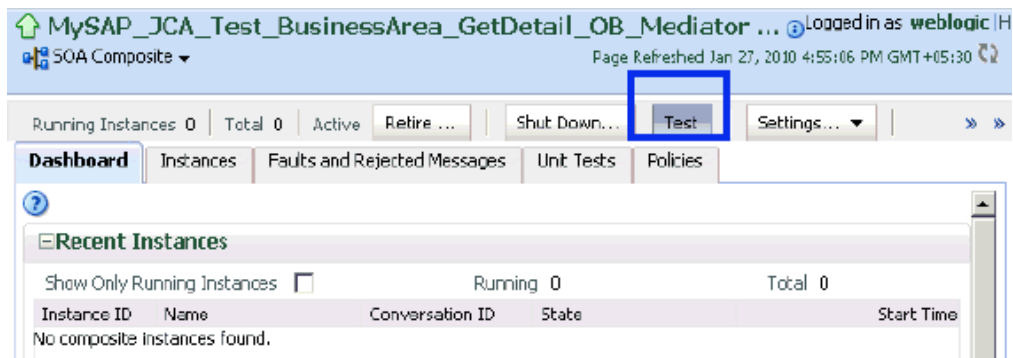 MySAP_JCA_Test_BusinessArea_GetDetail_OB_Mediator ... Logged in as weblogic |H
SOA Composite Page Refreshed Jan 27, 2010 4:55:06 PM GMT+05:30
Running Instances 0 Total 0 Active Retire ... Shut Down... Test Settings...
Dashboard Instances Faults and Rejected Messages Unit Tests Policies
Recent Instances
Show Only Running Instances Running 0 Total 0
Instance ID Name Conversation ID State Start Time
No composite instances found.